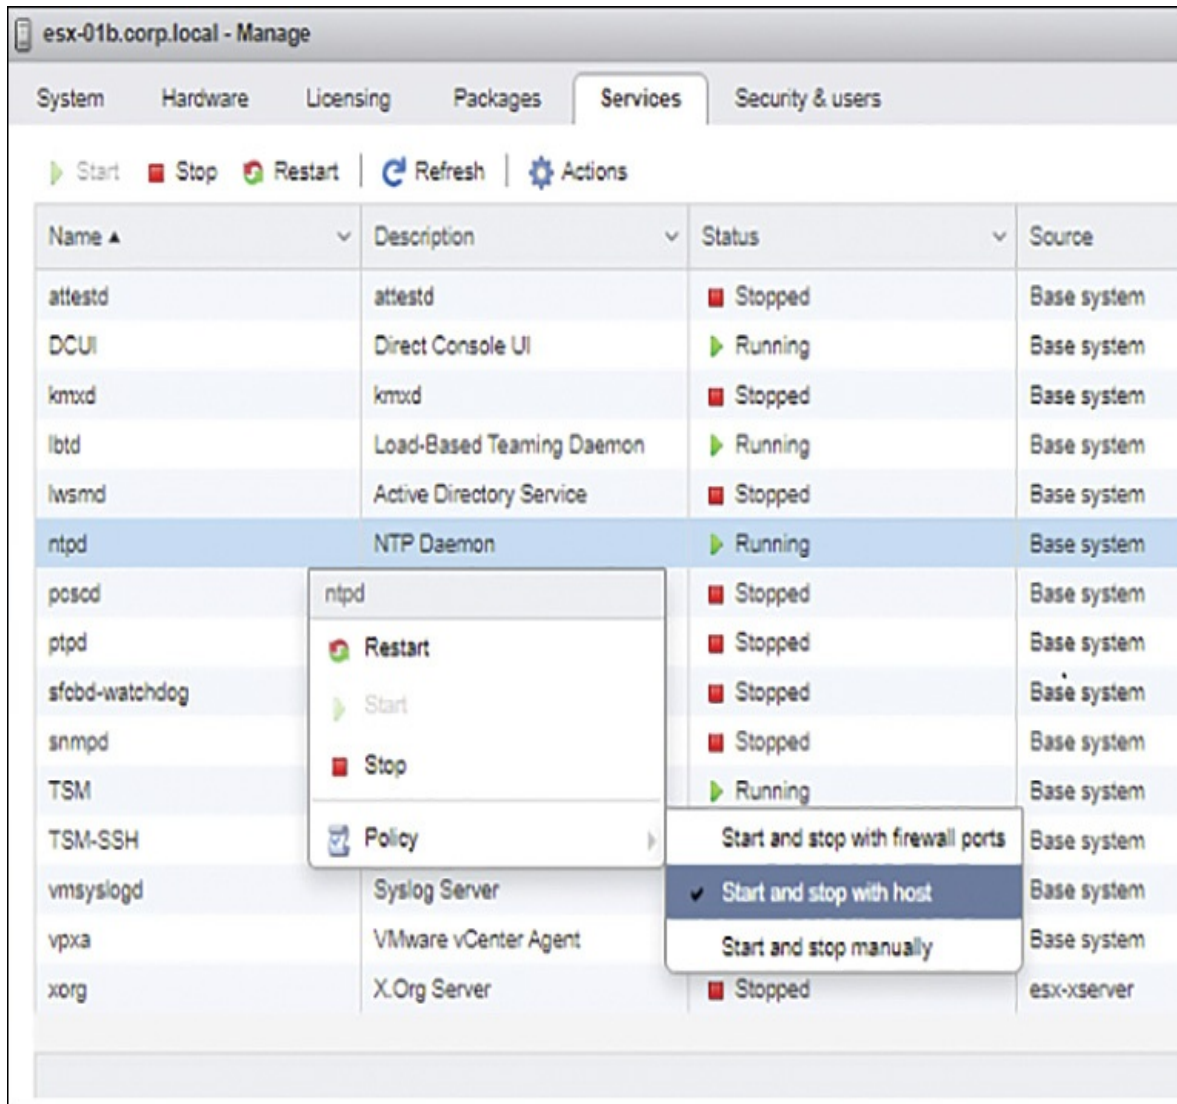 esx-01b.corp.local - Manage
System Hardware Licensing Packages Services Security & users
Start Stop Restart Refresh Actions
Name Description Status Source
attestd attestd Stopped Base system
DCUI Direct Console UI Running Base system
kmxd kmxd Stopped Base system
lbtd Load-Based Teaming Daemon Running Base system
lwsmd Active Directory Service Stopped Base system
ntpd NTP Daemon Running Base system
pcscd Stopped Base system
ptpd Stopped Base system
sfcbd-watchdog Stopped Base system
snmpd Stopped Base system
TSM Running Base system
TSM-SSH Base system
vmsyslogd Syslog Server Base system
vpxa VMware vCenter Agent Base system
xorg X.Org Server Stopped esx-xserver
ntpd
Restart
Start
Stop
Policy
Start and stop with firewall ports
Start and stop with host
Start and stop manually